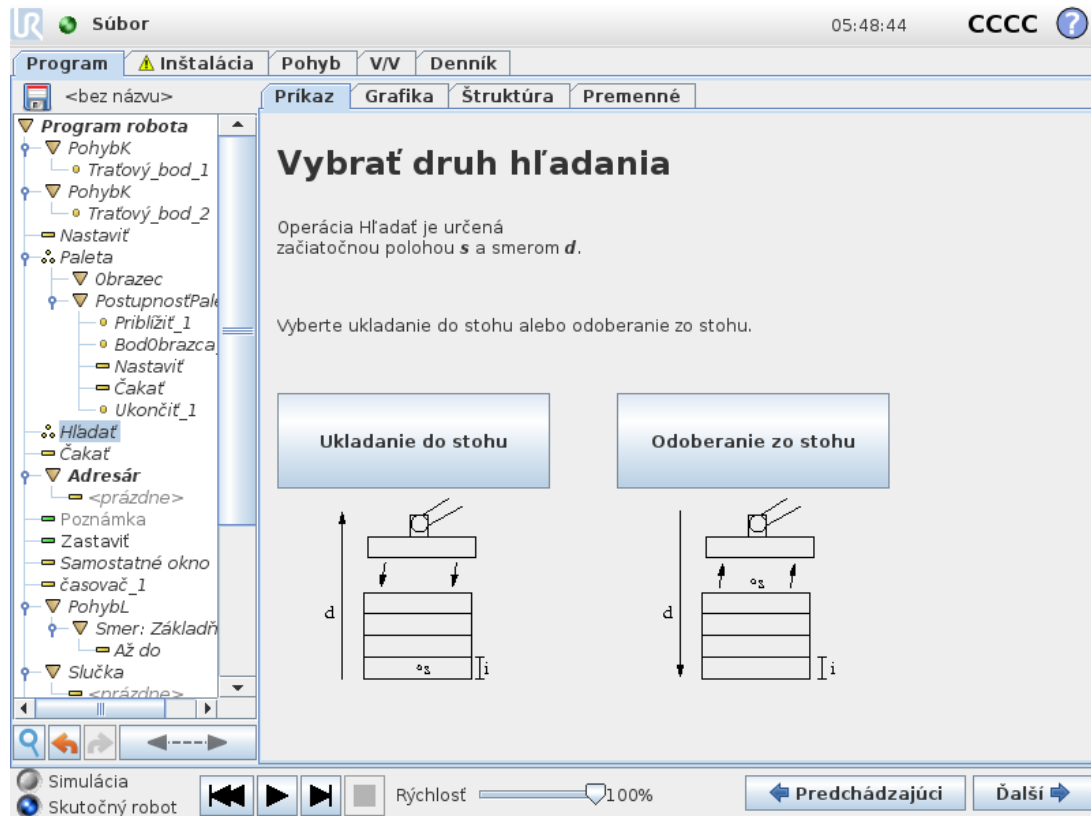 UR Súbor 05:48:44 CCCC ?
Program Inštalácia Pohyb V/V Denník
<bez názvu> Príkaz Grafika Štruktúra Premenné
Program robota
PohybK
Traťový_bod_1
PohybK
Traťový_bod_2
Nastaviť
Paleta
Obrazec
PostupnosťPale
Priblížiť_1
BodObrazca_
Nastaviť
Čakať
Ukončiť_1
Hľadať
Čakať
Adresár
<prázdne>
Poznámka
Zastaviť
Samostatné okno
časovač_1
PohybL
Smer: Základň
Až do
Slučka
<prázdne>
Vybrať druh hľadania
Operácia Hľadať je určená
začiatočnou polohou s a smerom d.
Vyberte ukladanie do stohu alebo odoberanie zo stohu.
Ukladanie do stohu Odoberanie zo stohu
d s i
d s i
Simulácia
Skutočný robot
Rýchlosť 100% Predchádzajúci Ďalší